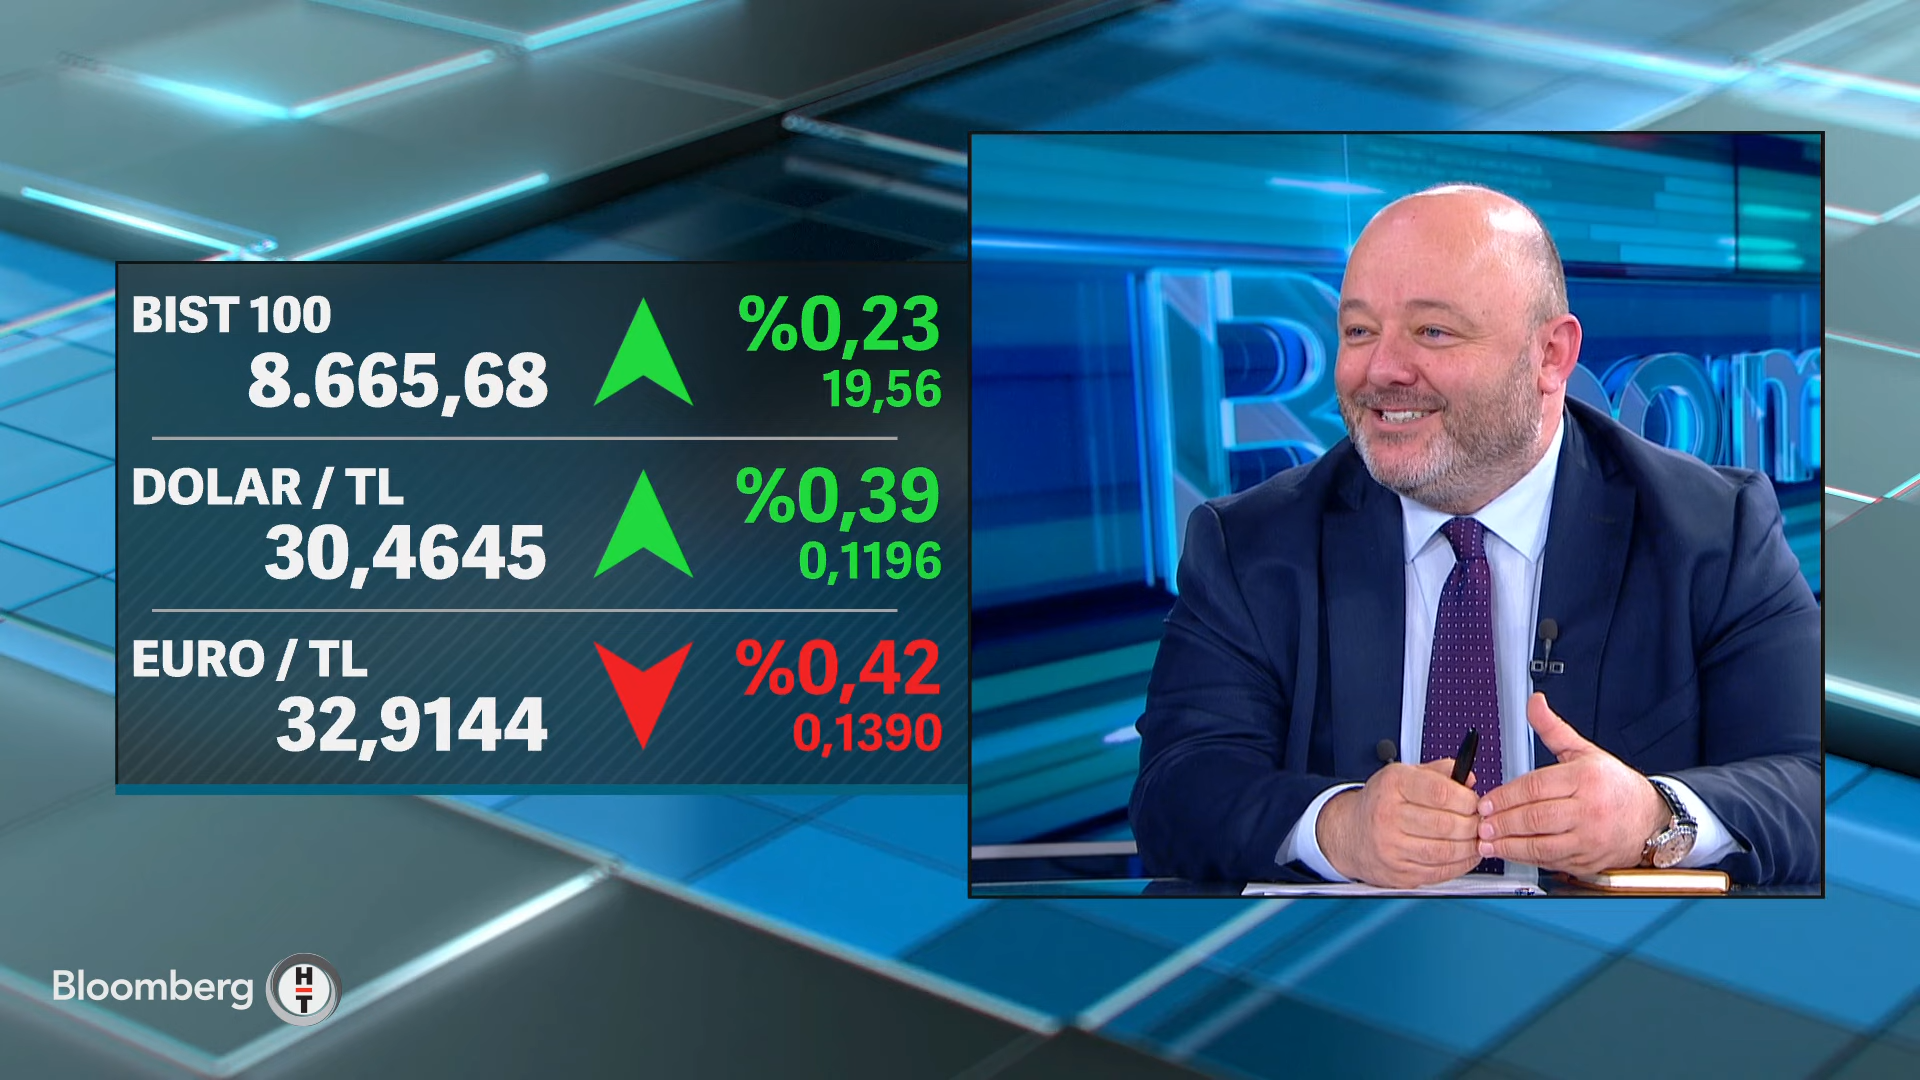 BIST 100
8.665,68
%0,23
19,56
DOLAR / TL
30,4645
%0,39
0,1196
EURO / TL
32,9144
%0,42
0,1390
Bloomberg
H
T